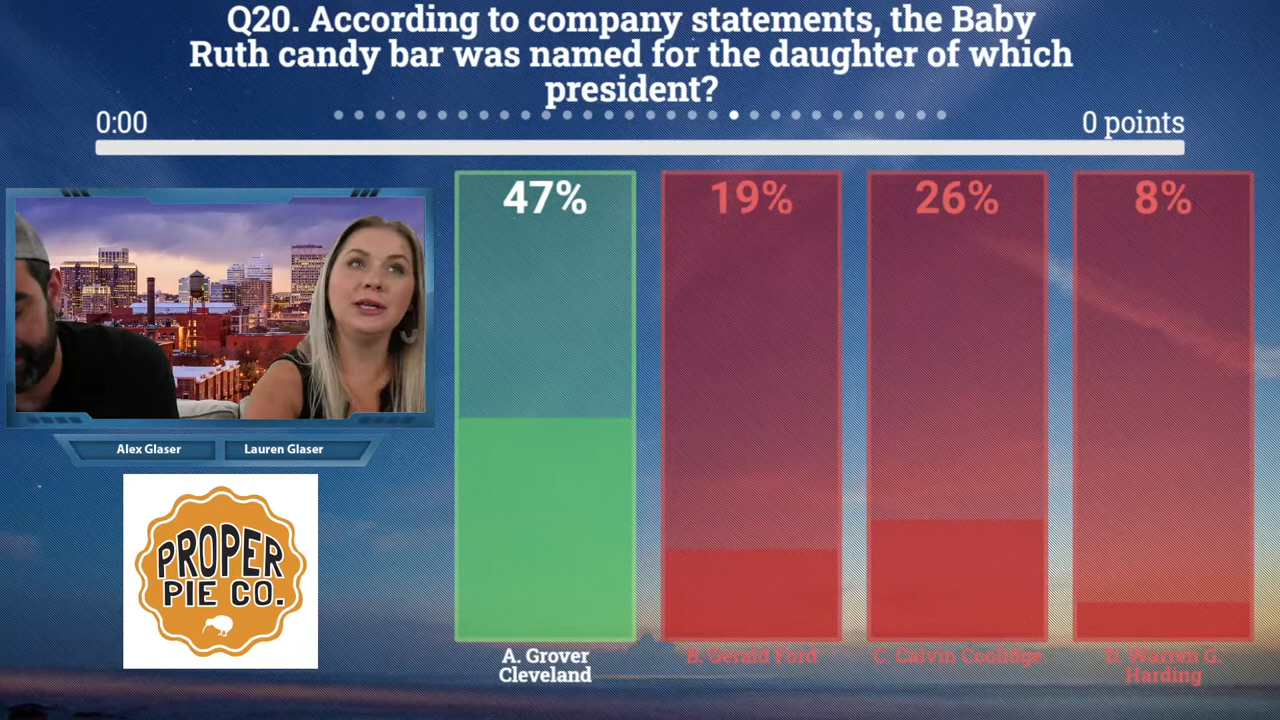 Q20. According to company statements, the Baby
Ruth candy bar was named for the daughter of which
president?
0:00
0 points
47%
19%
26%
8%
Alex Glaser
Lauren Glaser
PROPER
PIE CO.
A. Grover
Cleveland
B. Gerald Ford
C. Calvin Coolidge
D. Warren G.
Harding